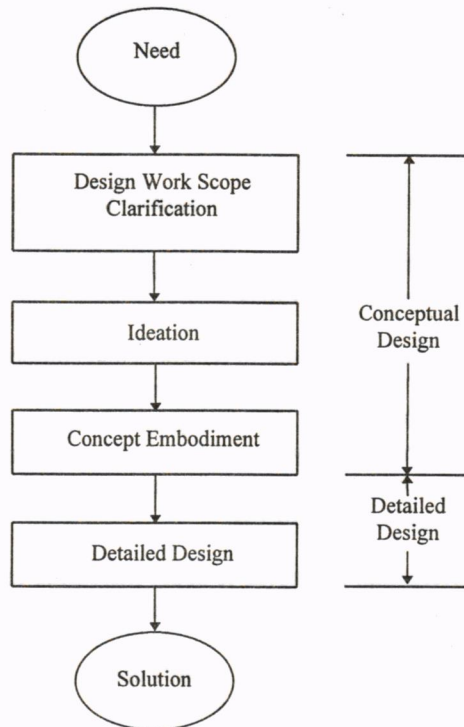 Need
Design Work Scope
Clarification
Ideation
Conceptual
Design
Concept Embodiment
Detailed Design
Detailed
Design
Solution